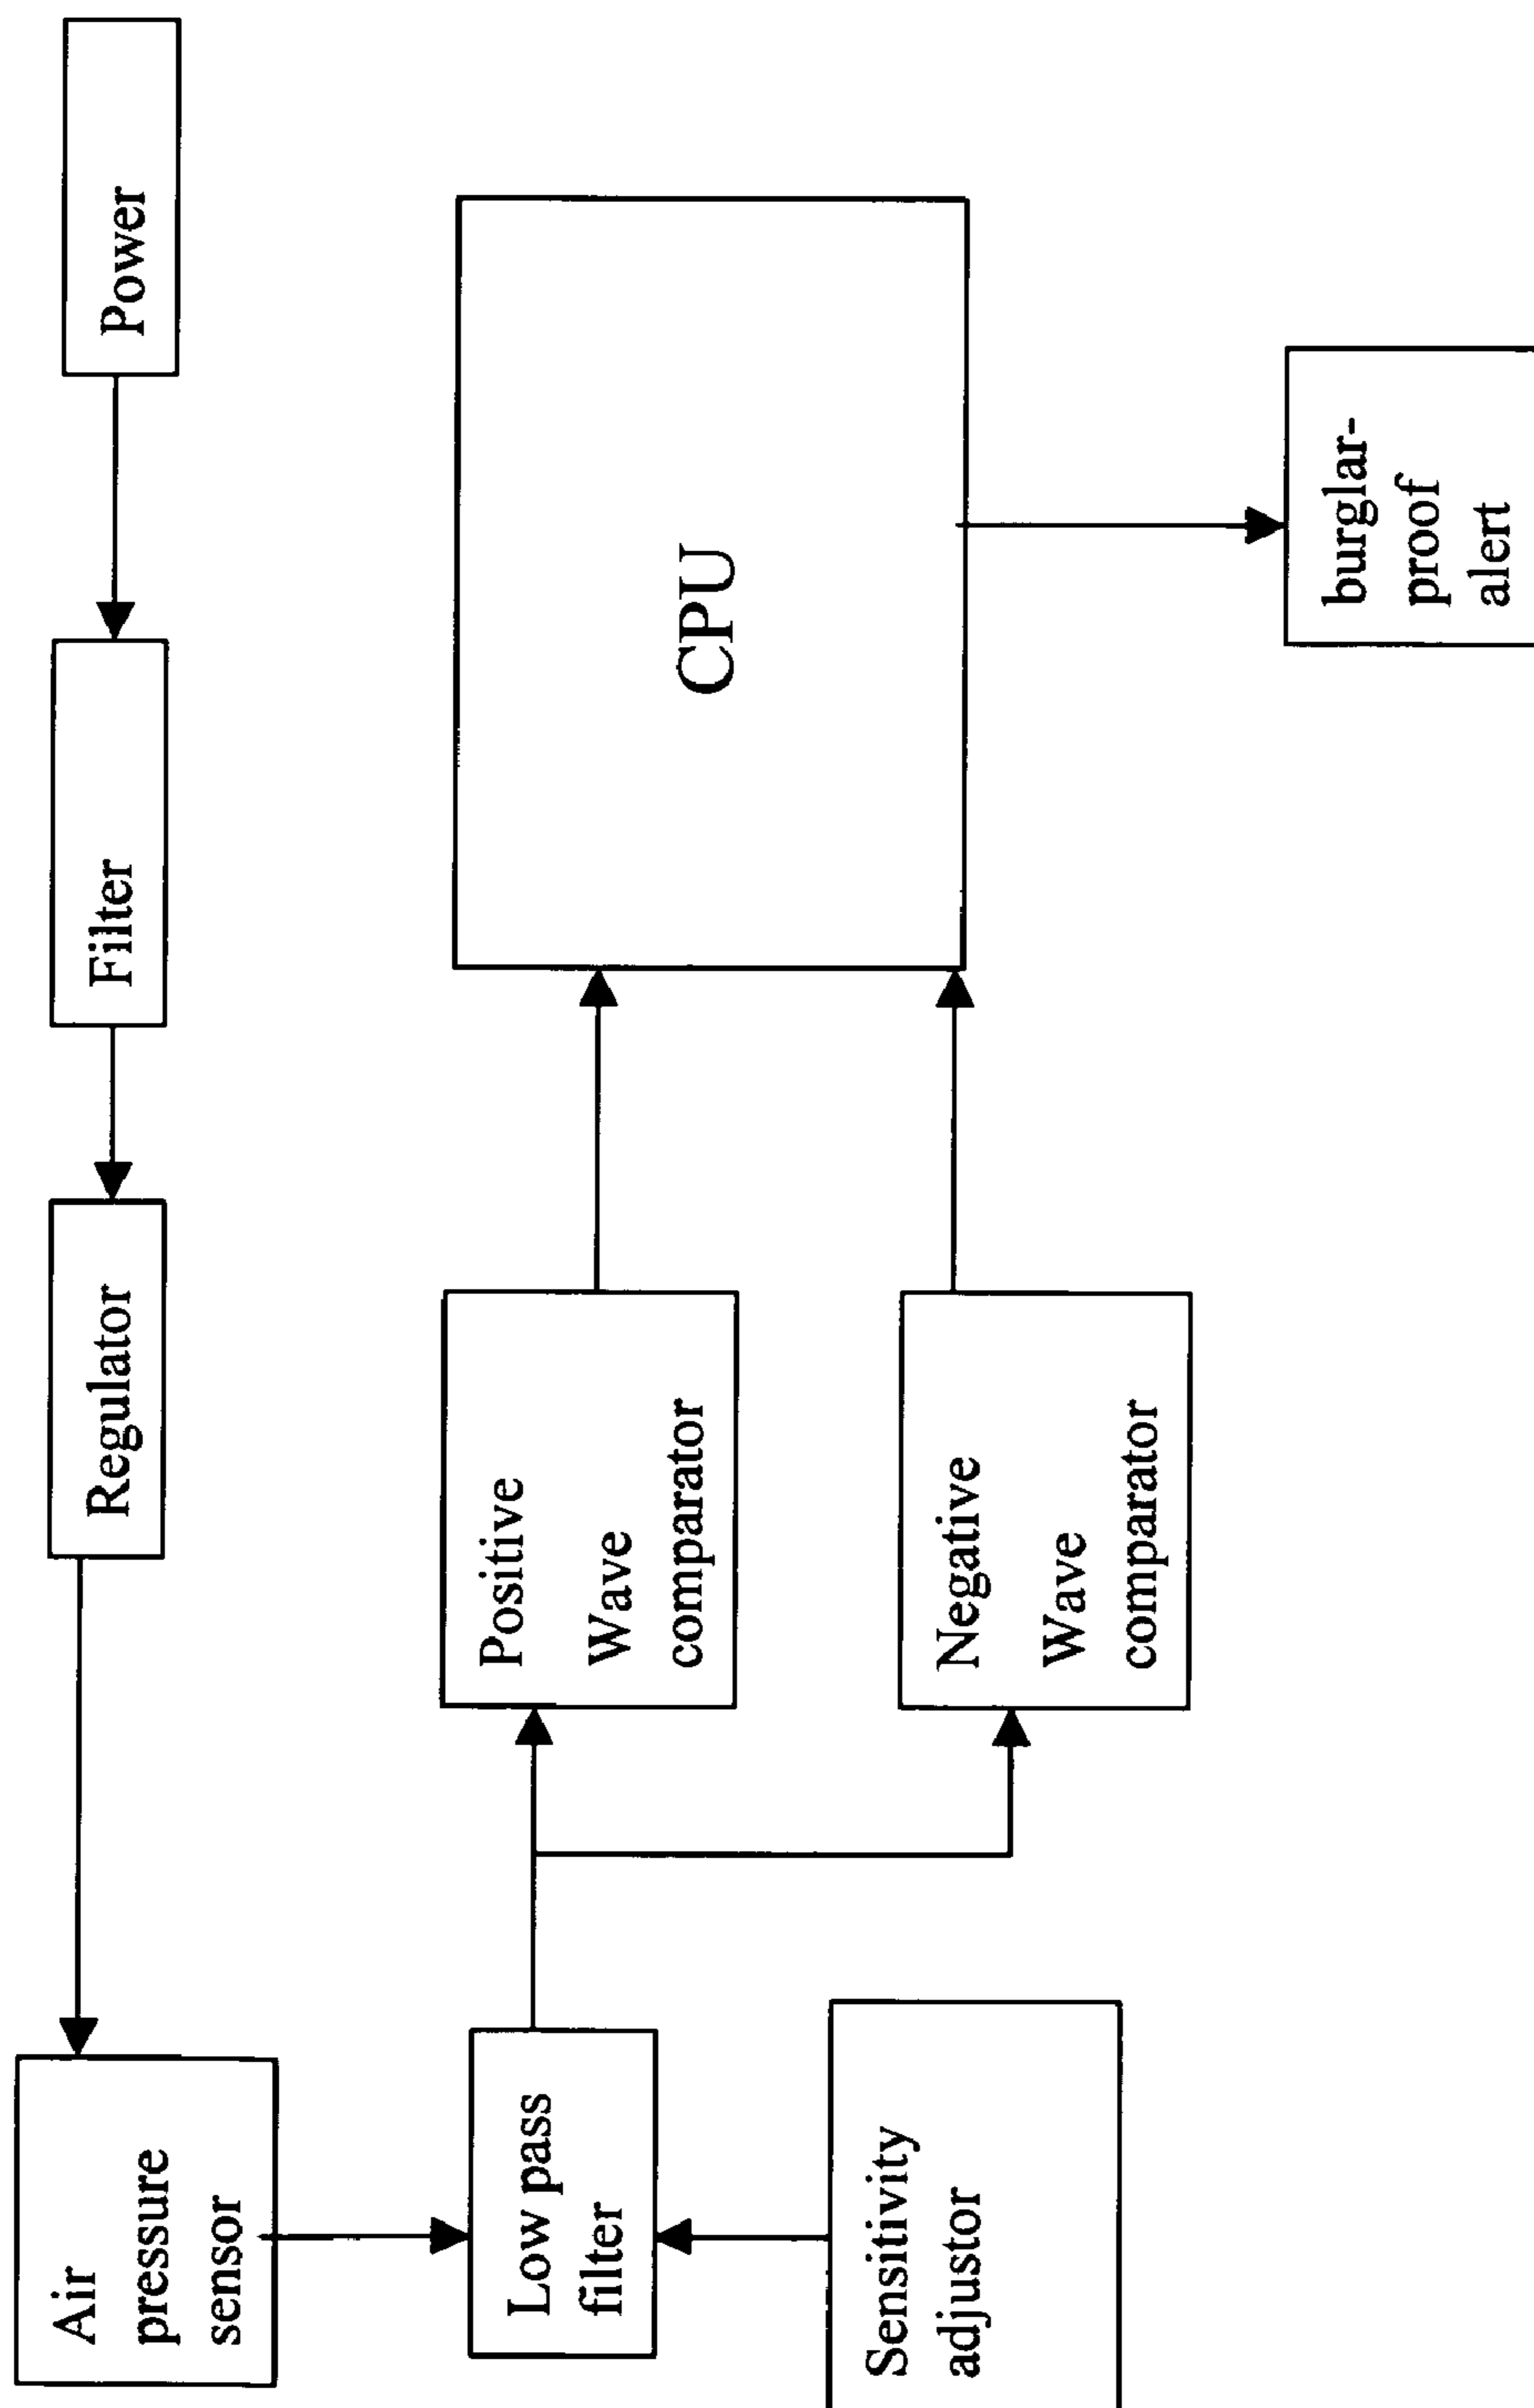 Air
pressure
sensor
Regulator
Filter
Power
Low pass
filter
Positive
Wave
comparator
CPU
Sensitivity
adjustor
Negative
Wave
comparator
burglar-
proof
alert